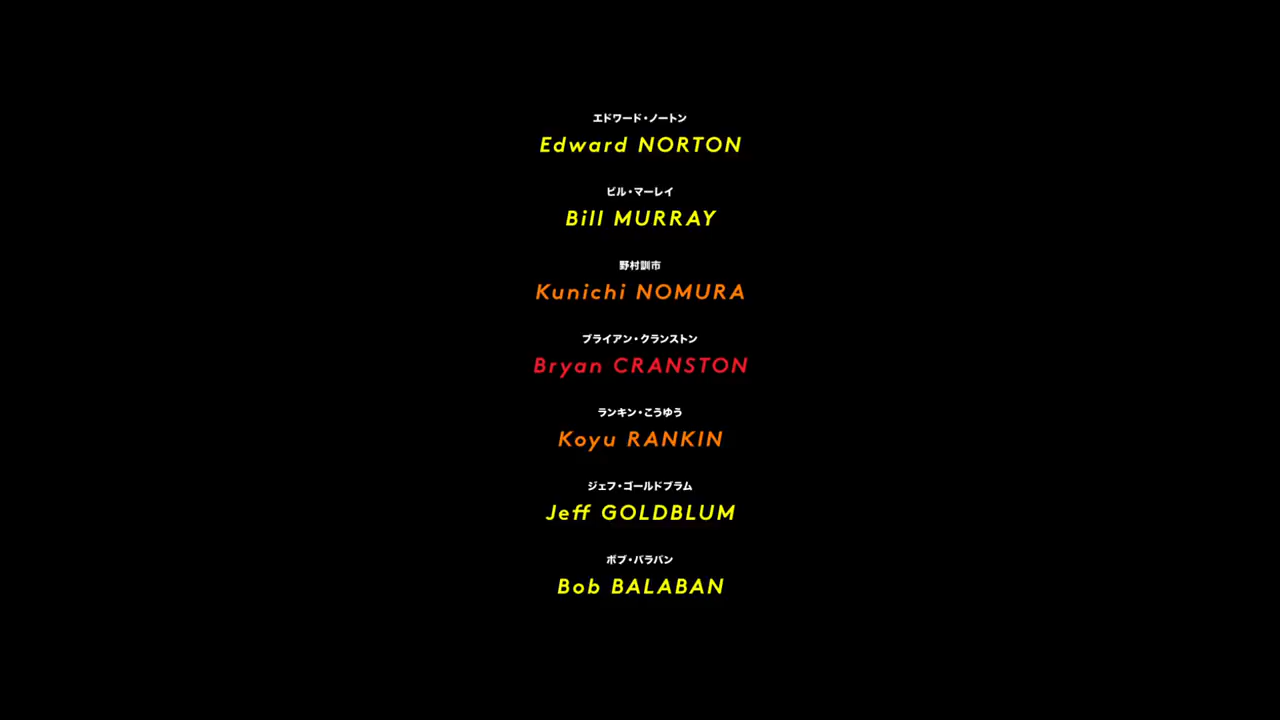 エドワード・ノートン
Edward NORTON
ビル・マーレイ
Bill MURRAY
野村訓市
Kunichi NOMURA
ブライアン・クランストン
Bryan CRANSTON
ランキン・こうゆう
Koyu RANKIN
ジェフ・ゴールドブラム
Jeff GOLDBLUM
ボブ・バラバン
Bob BALABAN